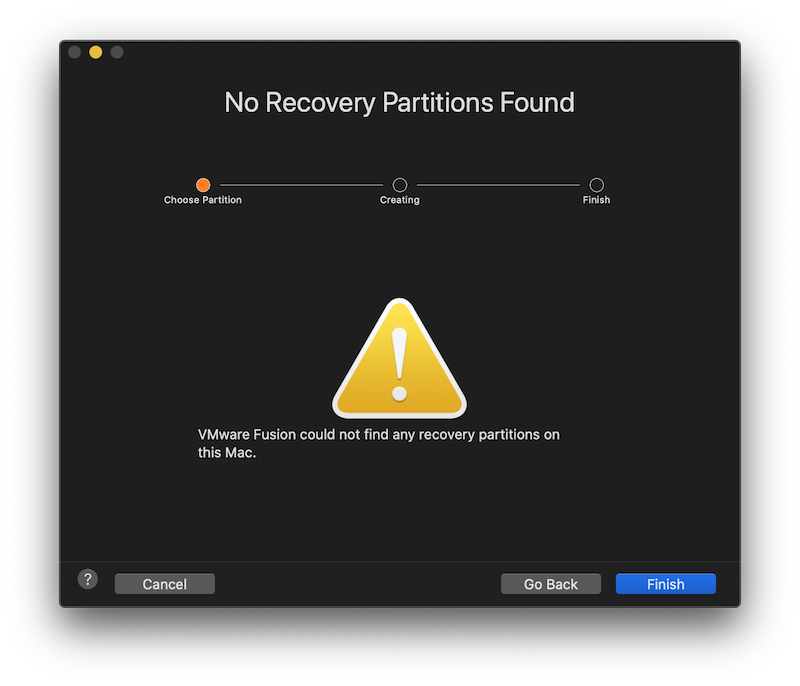 No Recovery Partitions Found
Choose Partition
Creating
Finish
VMware Fusion could not find any recovery partitions on
this Mac.
?
Cancel
Go Back
Finish